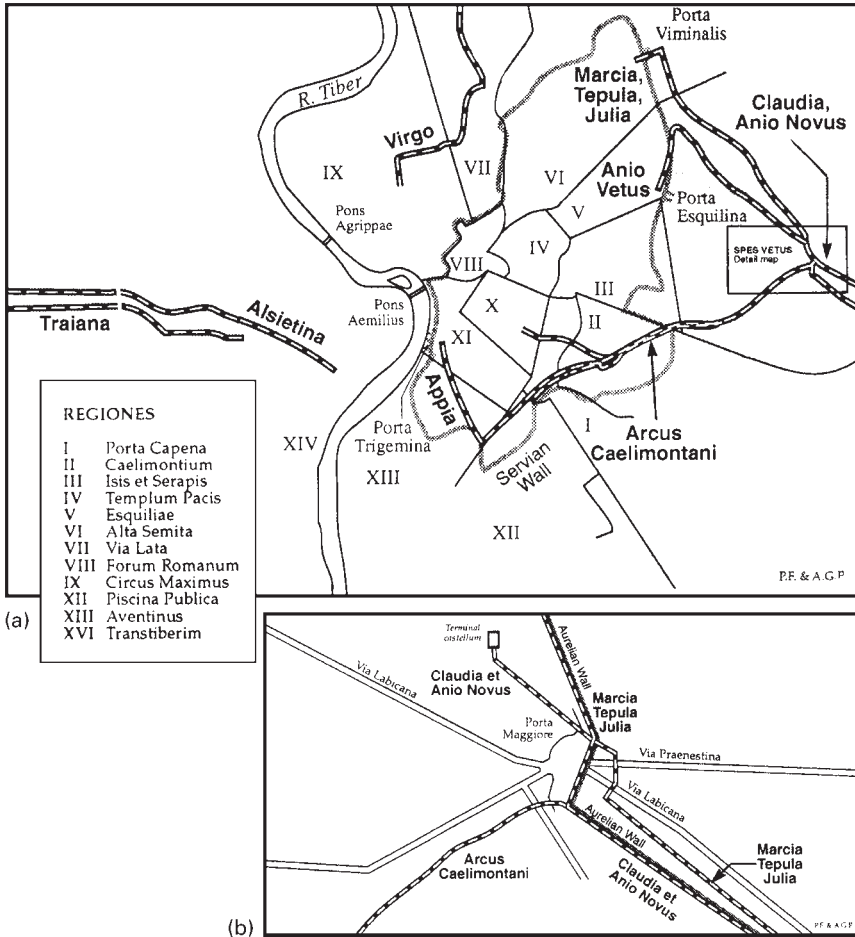 Porta
Viminalis
R. Tiber
Marcia,
Tepula,
Julia
Claudia,
Anio Novus
Virgo
IX
VII
VI
Anio
Vetus
V
Porta
Esquilina
Pons
Agrippae
IV
SPES VETUS
Detail map
VIII
III
Pons
Aemilius
X
II
Traiana
Alsietina
XI
Appia
Porta
Trigemina
I
Arcus
Caelimontani
XIV
XIII
Servian
Wall
XII
P.F. & A.G.P
REGIONES
I Porta Capena
II Caelimontium
III Isis et Serapis
IV Templum Pacis
V Esquiliae
VI Alta Semita
VII Via Lata
VIII Forum Romanum
IX Circus Maximus
XII Piscina Publica
XIII Aventinus
XVI Transtiberim
(a)
Terminal
castellum
Aurelian Wall
Via Labicana
Claudia et
Anio Novus
Marcia
Tepula
Julia
Porta
Maggiore
Via Praenestina
Via Labicana
Aurelian Wall
Arcus
Caelimontani
Claudia et
Anio Novus
Marcia
Tepula
Julia
P.F. & A.G.P
(b)